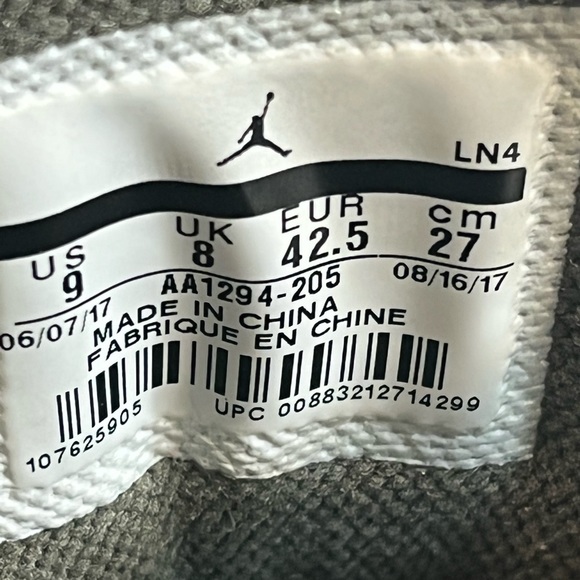 LN4
US UK EUR cm
9 8 42.5 27
06/07/17 AA1294-205 08/16/17
MADE IN CHINA
FABRIQUE EN CHINE
107625905 UPC 00883212714299